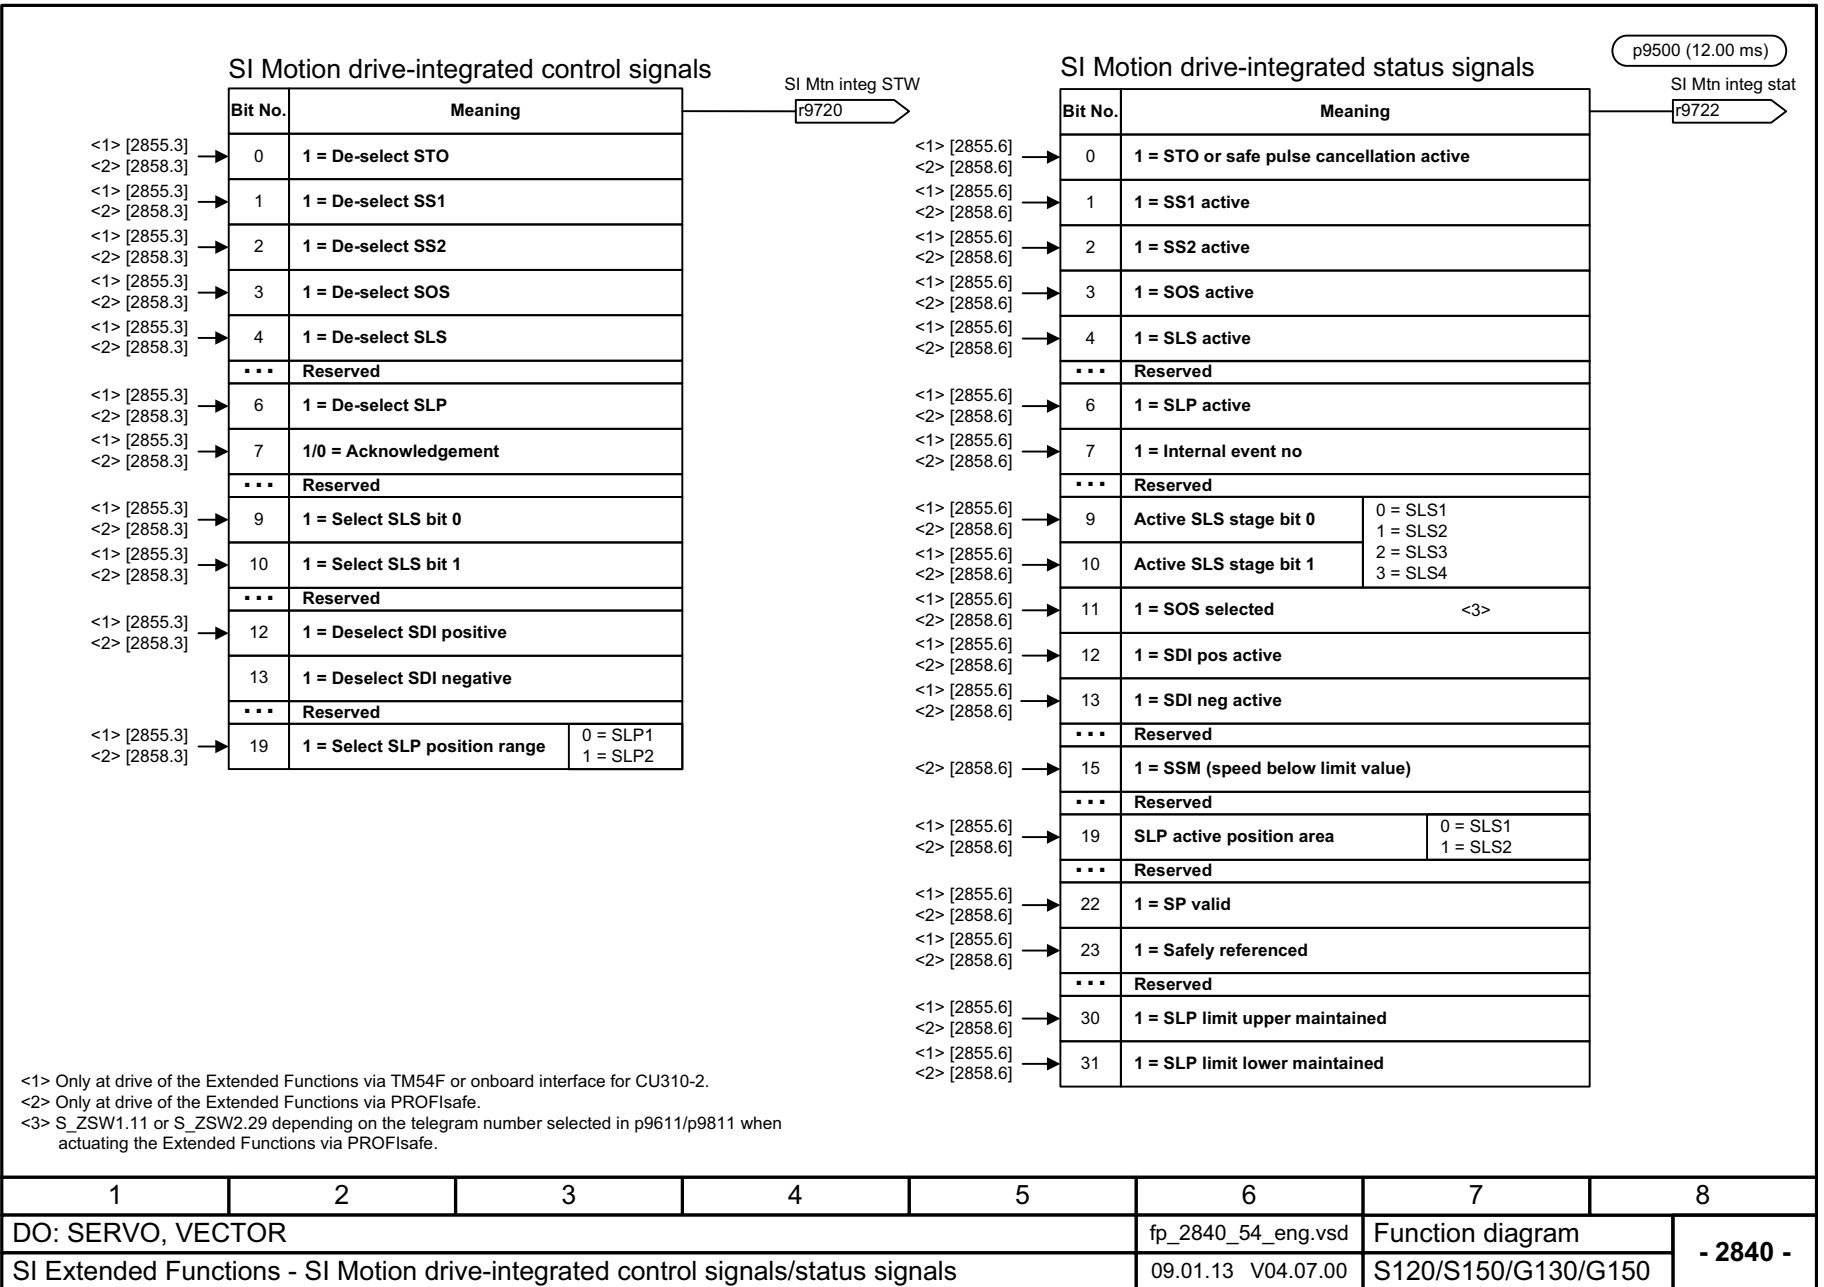 p9500 (12.00 ms)
SI Motion drive-integrated control signals
SI Mtn integ STW
r9720
Bit No. Meaning
<1> [2855.3]
<2> [2858.3]
0 1 = De-select STO
<1> [2855.3]
<2> [2858.3]
1 1 = De-select SS1
<1> [2855.3]
<2> [2858.3]
2 1 = De-select SS2
<1> [2855.3]
<2> [2858.3]
3 1 = De-select SOS
<1> [2855.3]
<2> [2858.3]
4 1 = De-select SLS
... Reserved
<1> [2855.3]
<2> [2858.3]
6 1 = De-select SLP
<1> [2855.3]
<2> [2858.3]
7 1/0 = Acknowledgement
... Reserved
<1> [2855.3]
<2> [2858.3]
9 1 = Select SLS bit 0
<1> [2855.3]
<2> [2858.3]
10 1 = Select SLS bit 1
... Reserved
<1> [2855.3]
<2> [2858.3]
12 1 = Deselect SDI positive
13 1 = Deselect SDI negative
... Reserved
<1> [2855.3]
<2> [2858.3]
19 1 = Select SLP position range
0 = SLP1
1 = SLP2
SI Motion drive-integrated status signals
SI Mtn integ stat
r9722
Bit No. Meaning
<1> [2855.6]
<2> [2858.6]
0 1 = STO or safe pulse cancellation active
<1> [2855.6]
<2> [2858.6]
1 1 = SS1 active
<1> [2855.6]
<2> [2858.6]
2 1 = SS2 active
<1> [2855.6]
<2> [2858.6]
3 1 = SOS active
<1> [2855.6]
<2> [2858.6]
4 1 = SLS active
... Reserved
<1> [2855.6]
<2> [2858.6]
6 1 = SLP active
<1> [2855.6]
<2> [2858.6]
7 1 = Internal event no
... Reserved
<1> [2855.6]
<2> [2858.6]
9 Active SLS stage bit 0
<1> [2855.6]
<2> [2858.6]
10 Active SLS stage bit 1
0 = SLS1
1 = SLS2
2 = SLS3
3 = SLS4
<1> [2855.6]
<2> [2858.6]
11 1 = SOS selected <3>
<1> [2855.6]
<2> [2858.6]
12 1 = SDI pos active
<1> [2855.6]
<2> [2858.6]
13 1 = SDI neg active
... Reserved
<2> [2858.6]
15 1 = SSM (speed below limit value)
... Reserved
<1> [2855.6]
<2> [2858.6]
19 SLP active position area
0 = SLS1
1 = SLS2
... Reserved
<1> [2855.6]
<2> [2858.6]
22 1 = SP valid
<1> [2855.6]
<2> [2858.6]
23 1 = Safely referenced
... Reserved
<1> [2855.6]
<2> [2858.6]
30 1 = SLP limit upper maintained
<1> [2855.6]
<2> [2858.6]
31 1 = SLP limit lower maintained
<1> Only at drive of the Extended Functions via TM54F or onboard interface for CU310-2.
<2> Only at drive of the Extended Functions via PROFIsafe.
<3> S_ZSW1.11 or S_ZSW2.29 depending on the telegram number selected in p9611/p9811 when
actuating the Extended Functions via PROFIsafe.
1 2 3 4 5 6 7 8
DO: SERVO, VECTOR
fp_2840_54_eng.vsd
Function diagram
- 2840 -
SI Extended Functions - SI Motion drive-integrated control signals/status signals
09.01.13 V04.07.00
S120/S150/G130/G150